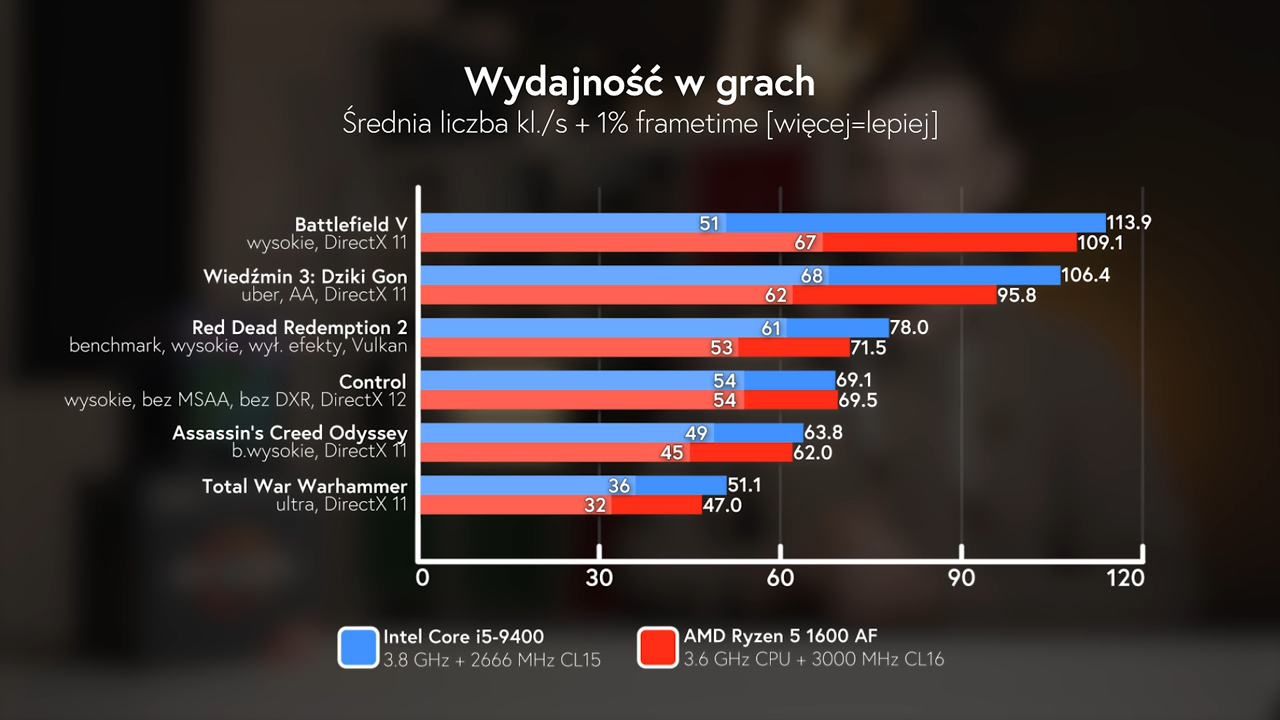 Wydajność w grach
Średnia liczba kl./s + 1% frametime [więcej=lepiej]
Battlefield V
wysokie, DirectX 11
51 113.9
67 109.1
Wiedźmin 3: Dziki Gon
uber, AA, DirectX 11
68 106.4
62 95.8
Red Dead Redemption 2
benchmark, wysokie, wył. efekty, Vulkan
61 78.0
53 71.5
Control
wysokie, bez MSAA, bez DXR, DirectX 12
54 69.1
54 69.5
Assassin's Creed Odyssey
b.wysokie, DirectX 11
49 63.8
45 62.0
Total War Warhammer
ultra, DirectX 11
36 51.1
32 47.0
0 30 60 90 120
Intel Core i5-9400
3.8 GHz + 2666 MHz CL15
AMD Ryzen 5 1600 AF
3.6 GHz CPU + 3000 MHz CL16